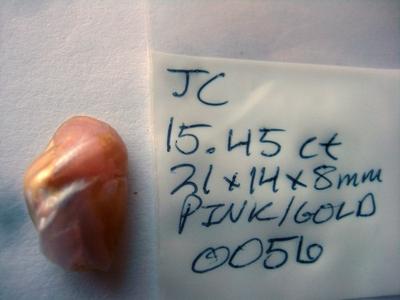 JC
15.45 ct
21x14x8mm
PINK/GOLD
0056